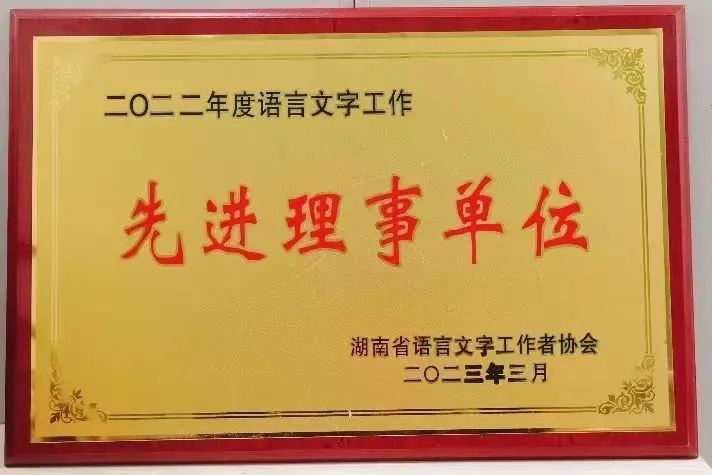 二〇二二年度语言文字工作
先进理事单位
湖南省语言文字工作者协会
二〇二三年三月